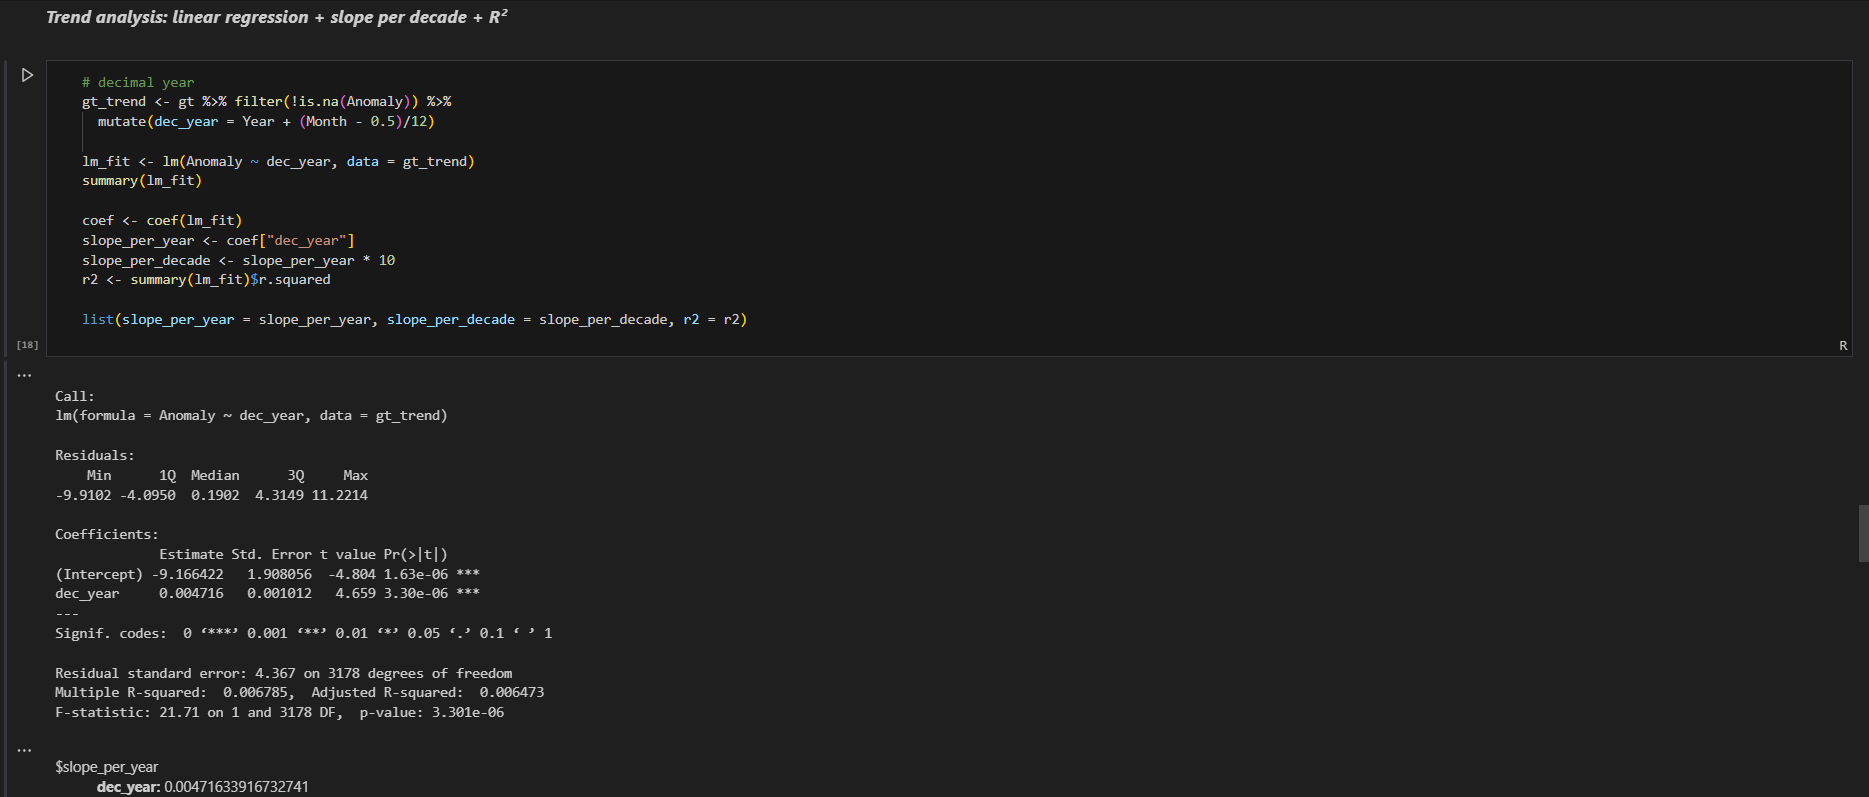 Trend analysis: linear regression + slope per decade + R²
# decimal year
gt_trend <- gt %>% filter(!is.na(Anomaly)) %>%
  mutate(dec_year = Year + (Month - 0.5)/12)
lm_fit <- lm(Anomaly ~ dec_year, data = gt_trend)
summary(lm_fit)
coef <- coef(lm_fit)
slope_per_year <- coef["dec_year"]
slope_per_decade <- slope_per_year * 10
r2 <- summary(lm_fit)$r.squared
list(slope_per_year = slope_per_year, slope_per_decade = slope_per_decade, r2 = r2)
[18]
R
...
Call:
lm(formula = Anomaly ~ dec_year, data = gt_trend)
Residuals:
    Min      1Q  Median      3Q     Max
-9.9102 -4.0950  0.1902  4.3149 11.2214
Coefficients:
             Estimate Std. Error t value Pr(>|t|)
(Intercept) -9.166422   1.908056  -4.804 1.63e-06 ***
dec_year     0.004716   0.001012   4.659 3.30e-06 ***
---
Signif. codes:  0 ‘***’ 0.001 ‘**’ 0.01 ‘*’ 0.05 ‘.’ 0.1 ‘ ’ 1
Residual standard error: 4.367 on 3178 degrees of freedom
Multiple R-squared:  0.006785,  Adjusted R-squared:  0.006473
F-statistic: 21.71 on 1 and 3178 DF,  p-value: 3.301e-06
...
$slope_per_year
dec_year: 0.00471633916732741